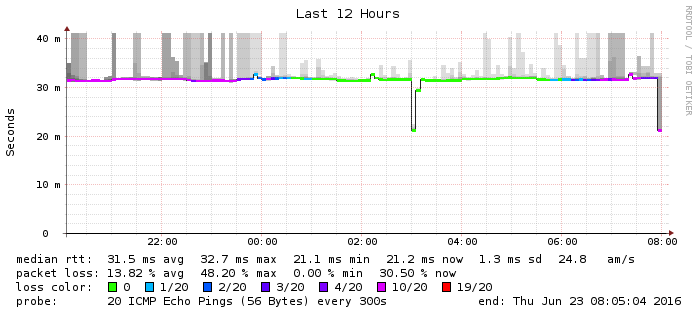 Last 12 Hours
RRDTOOL / TOBI OETIKER
Seconds
40 m
30 m
20 m
10 m
0
22:00 00:00 02:00 04:00 06:00 08:00
median rtt: 31.5 ms avg 32.7 ms max 21.1 ms min 21.2 ms now 1.3 ms sd 24.8 am/s
packet loss: 13.82 % avg 48.20 % max 0.00 % min 30.50 % now
loss color: 0 1/20 2/20 3/20 4/20 10/20 19/20
probe: 20 ICMP Echo Pings (56 Bytes) every 300s end: Thu Jun 23 08:05:04 2016